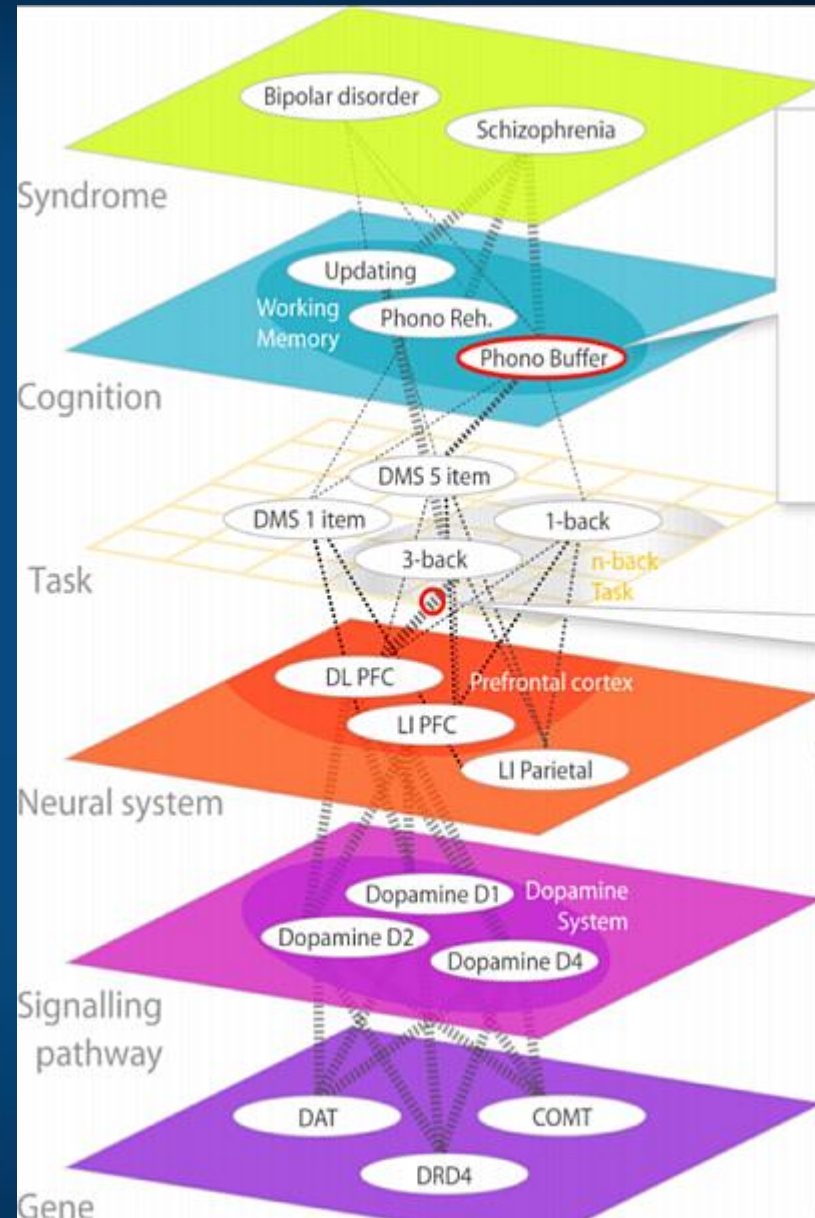 Bipolar disorder
Schizophrenia
Syndrome
Updating
Working
Memory
Phono Reh.
Phono Buffer
Cognition
DMS 5 item
DMS 1 item
1-back
3-back
n-back
Task
Task
DL PFC
Prefrontal cortex
LI PFC
LI Parietal
Neural system
Dopamine D1
Dopamine
System
Dopamine D2
Dopamine D4
Signalling
pathway
DAT
COMT
DRD4
Gene